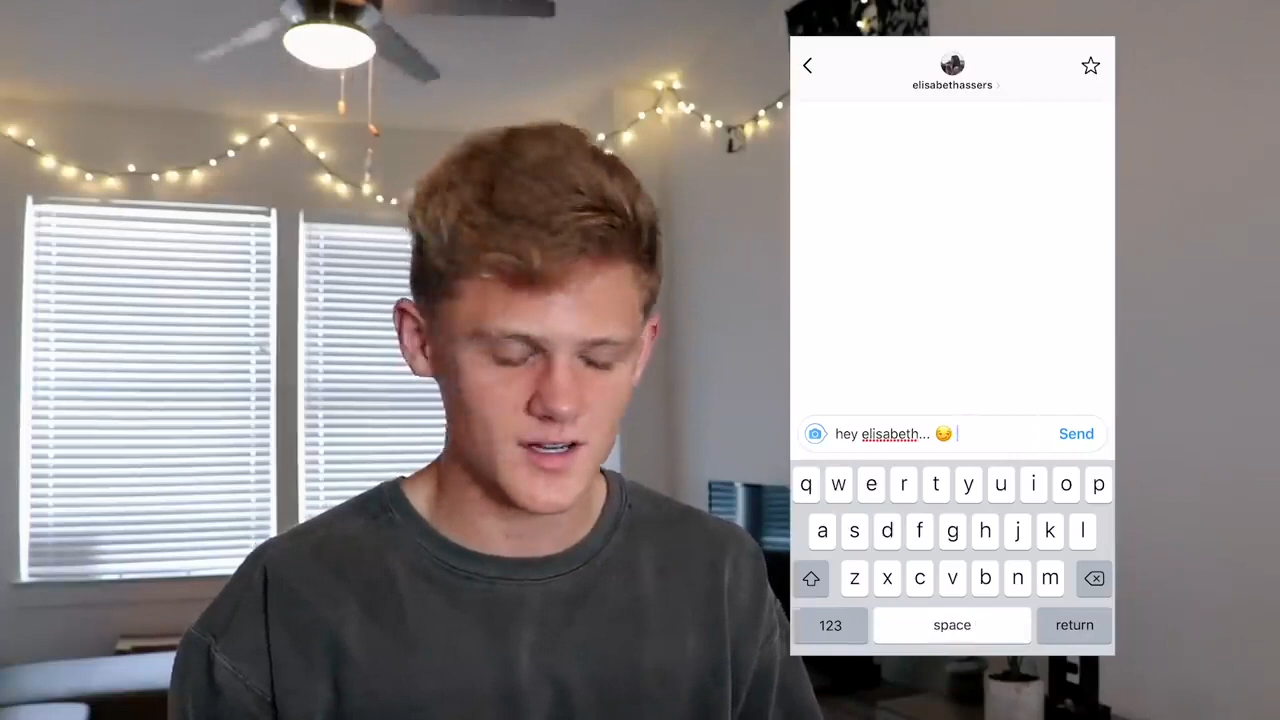 elisabethassers
hey elisabeth... 😏
Send
q w e r t y u i o p
a s d f g h j k l
z x c v b n m
123 space return